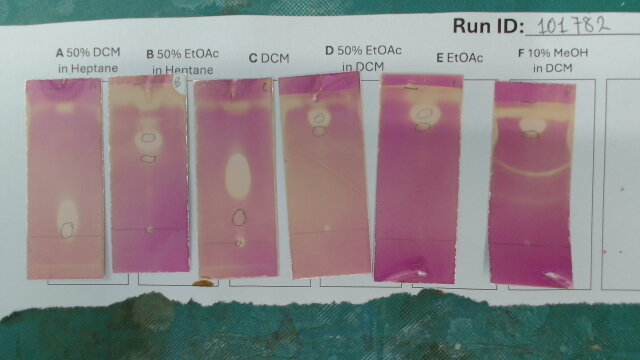 Run ID: 101782
A 50% DCM
in Heptane
B 50% EtOAc
in Heptane
C DCM
D 50% EtOAc
in DCM
E EtOAc
F 10% MeOH
in DCM